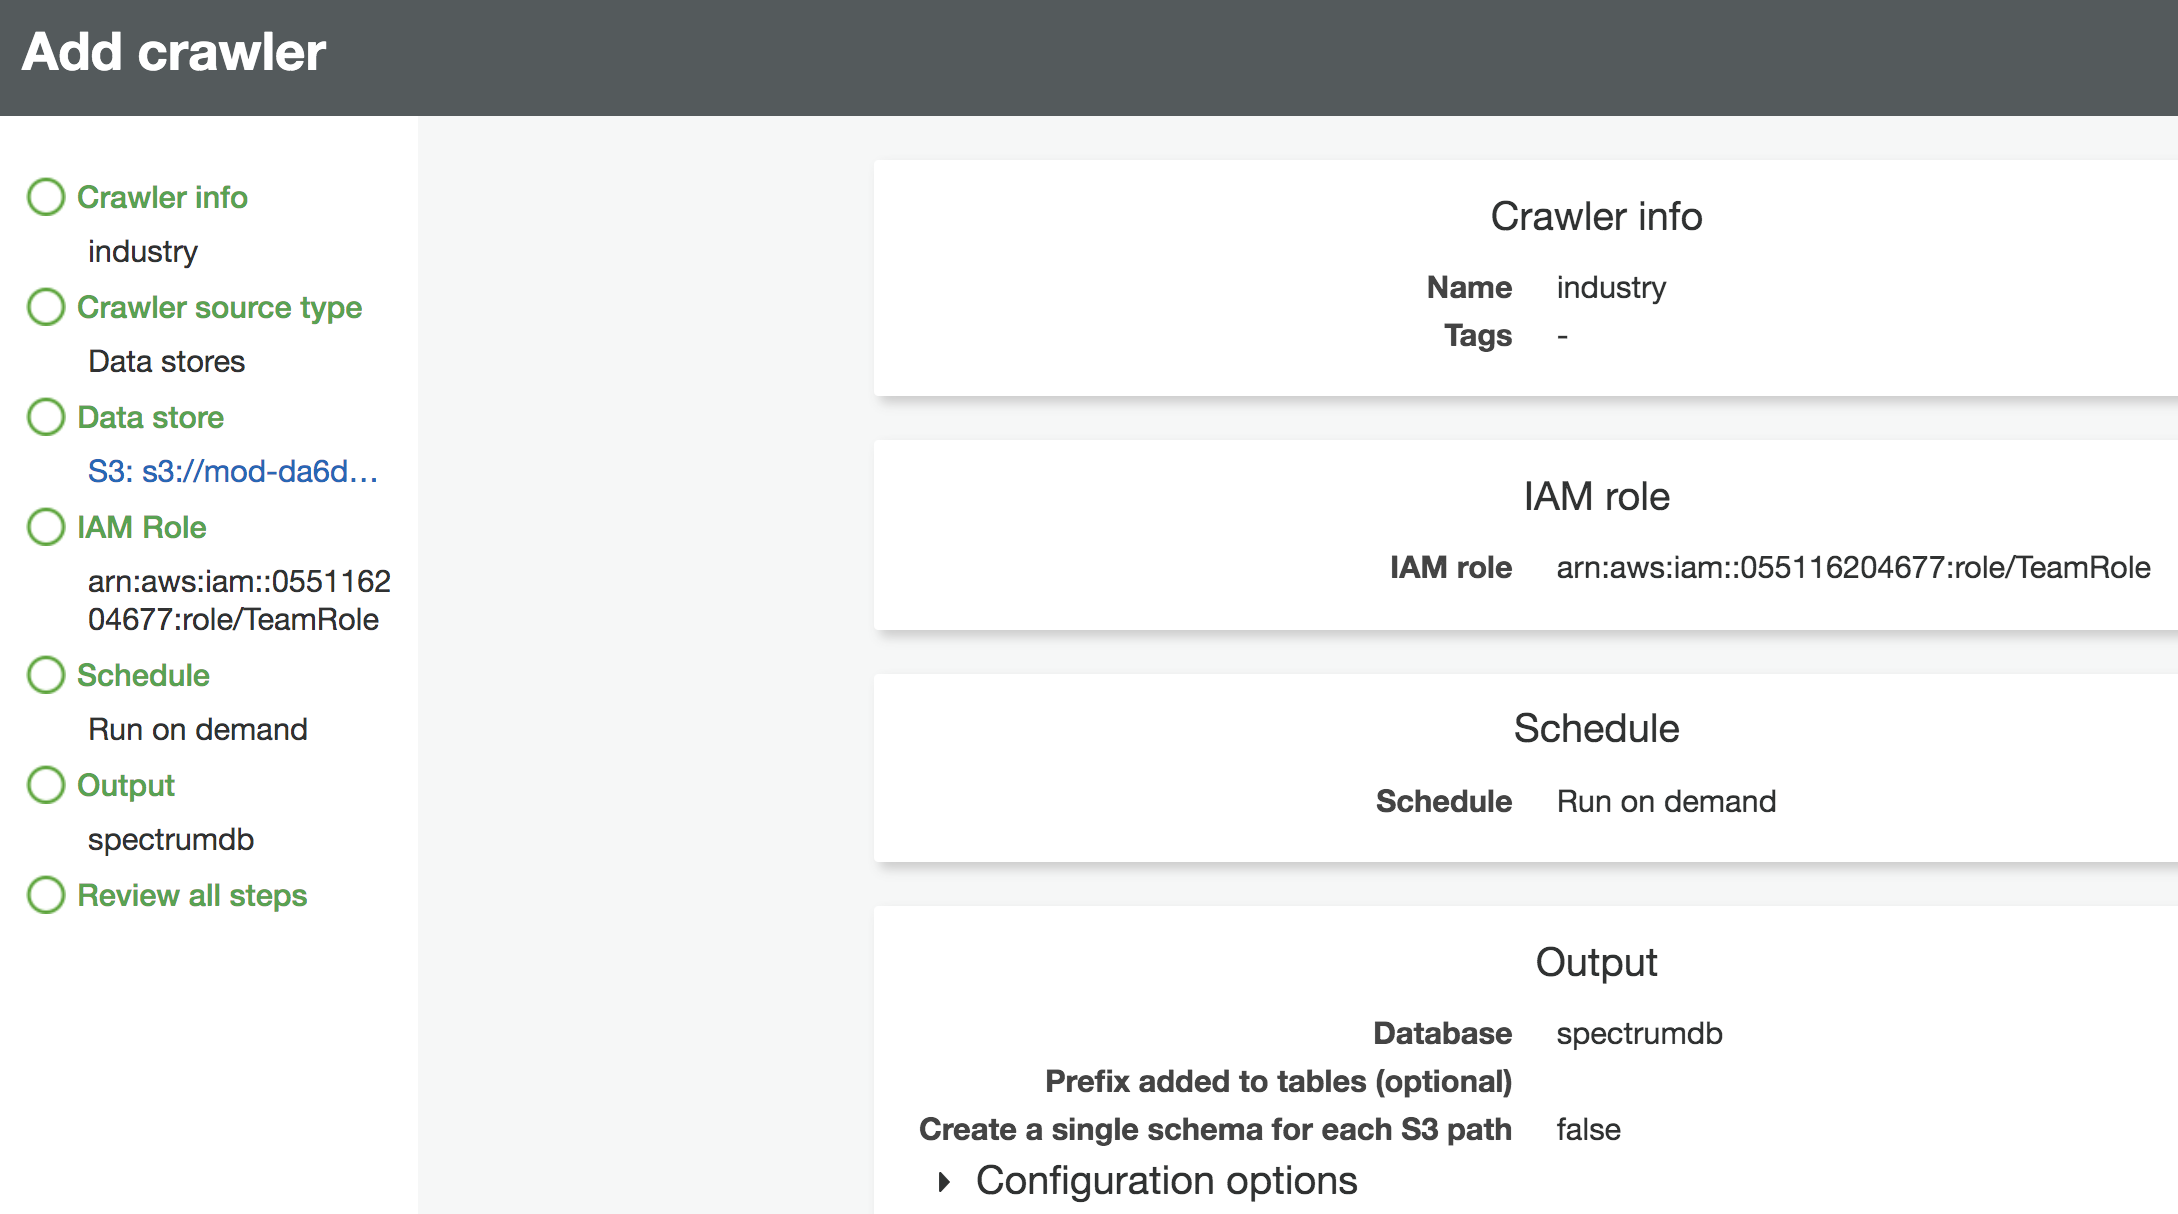 Add crawler
Crawler info
industry
Crawler source type
Data stores
Data store
S3: s3://mod-da6d...
IAM Role
arn:aws:iam::0551162
04677:role/TeamRole
Schedule
Run on demand
Output
spectrumdb
Review all steps
Crawler info
Name industry
Tags -
IAM role
IAM role arn:aws:iam::055116204677:role/TeamRole
Schedule
Schedule Run on demand
Output
Database spectrumdb
Prefix added to tables (optional)
Create a single schema for each S3 path false
Configuration options